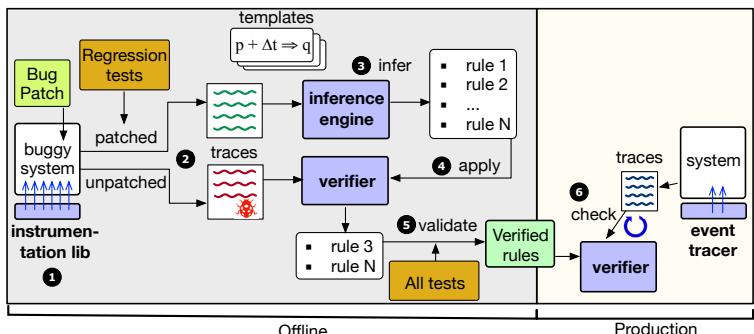 templates
p + Δt ⇒ q
Regression
tests
Bug
Patch
3 infer
rule 1
rule 2
...
rule N
inference
engine
patched
buggy
system
2 traces
unpatched
verifier
4 apply
instrumen-
tation lib
1
5 validate
rule 3
rule N
All tests
Verified
rules
traces
system
6
check
event
tracer
verifier
Offline
Production